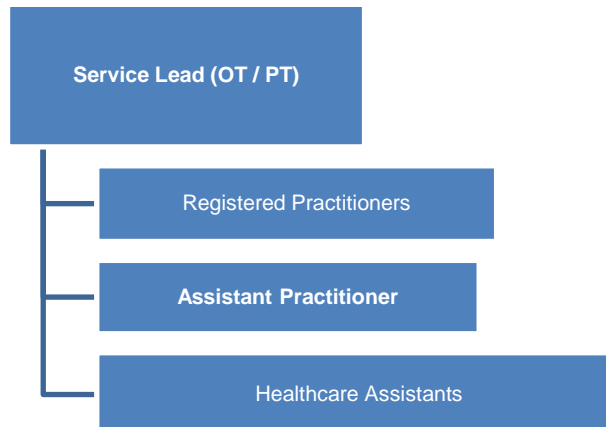 Service Lead (OT / PT)
Registered Practitioners
Assistant Practitioner
Healthcare Assistants